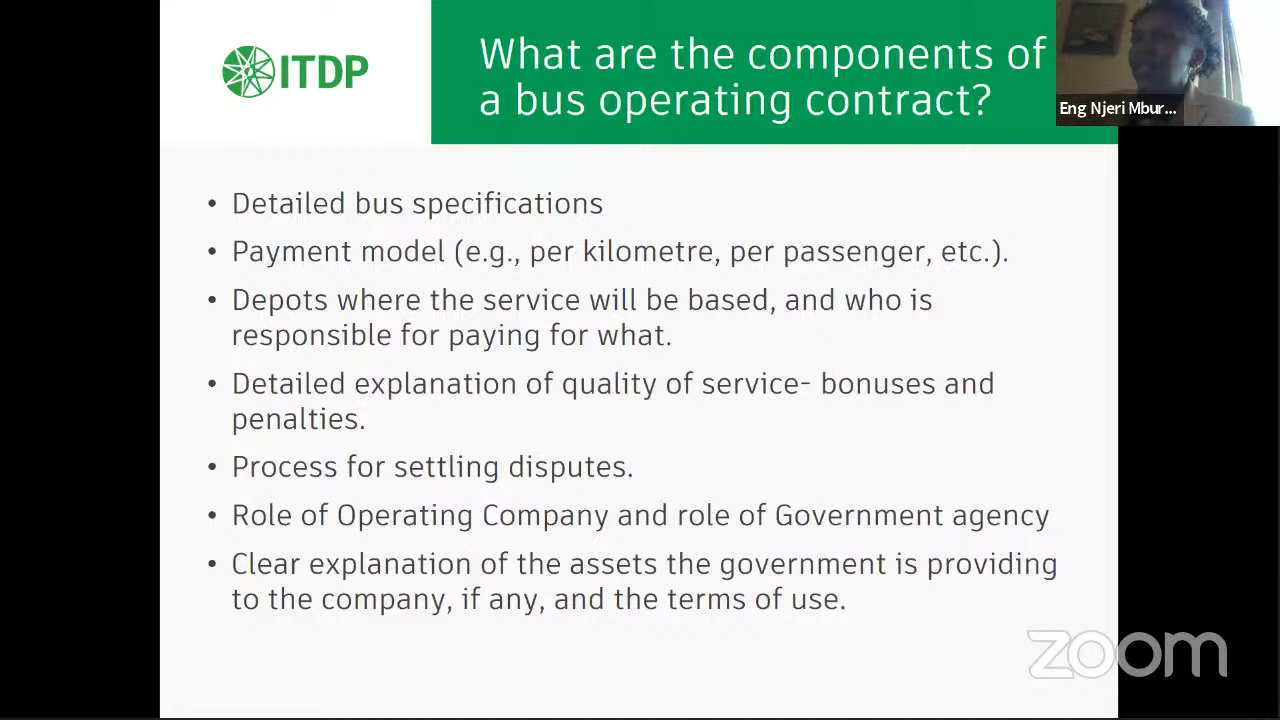 ITDP
What are the components of
a bus operating contract?
Eng Njeri Mbur...
• Detailed bus specifications
• Payment model (e.g., per kilometre, per passenger, etc.).
• Depots where the service will be based, and who is
responsible for paying for what.
• Detailed explanation of quality of service- bonuses and
penalties.
• Process for settling disputes.
• Role of Operating Company and role of Government agency
• Clear explanation of the assets the government is providing
to the company, if any, and the terms of use.
zoom